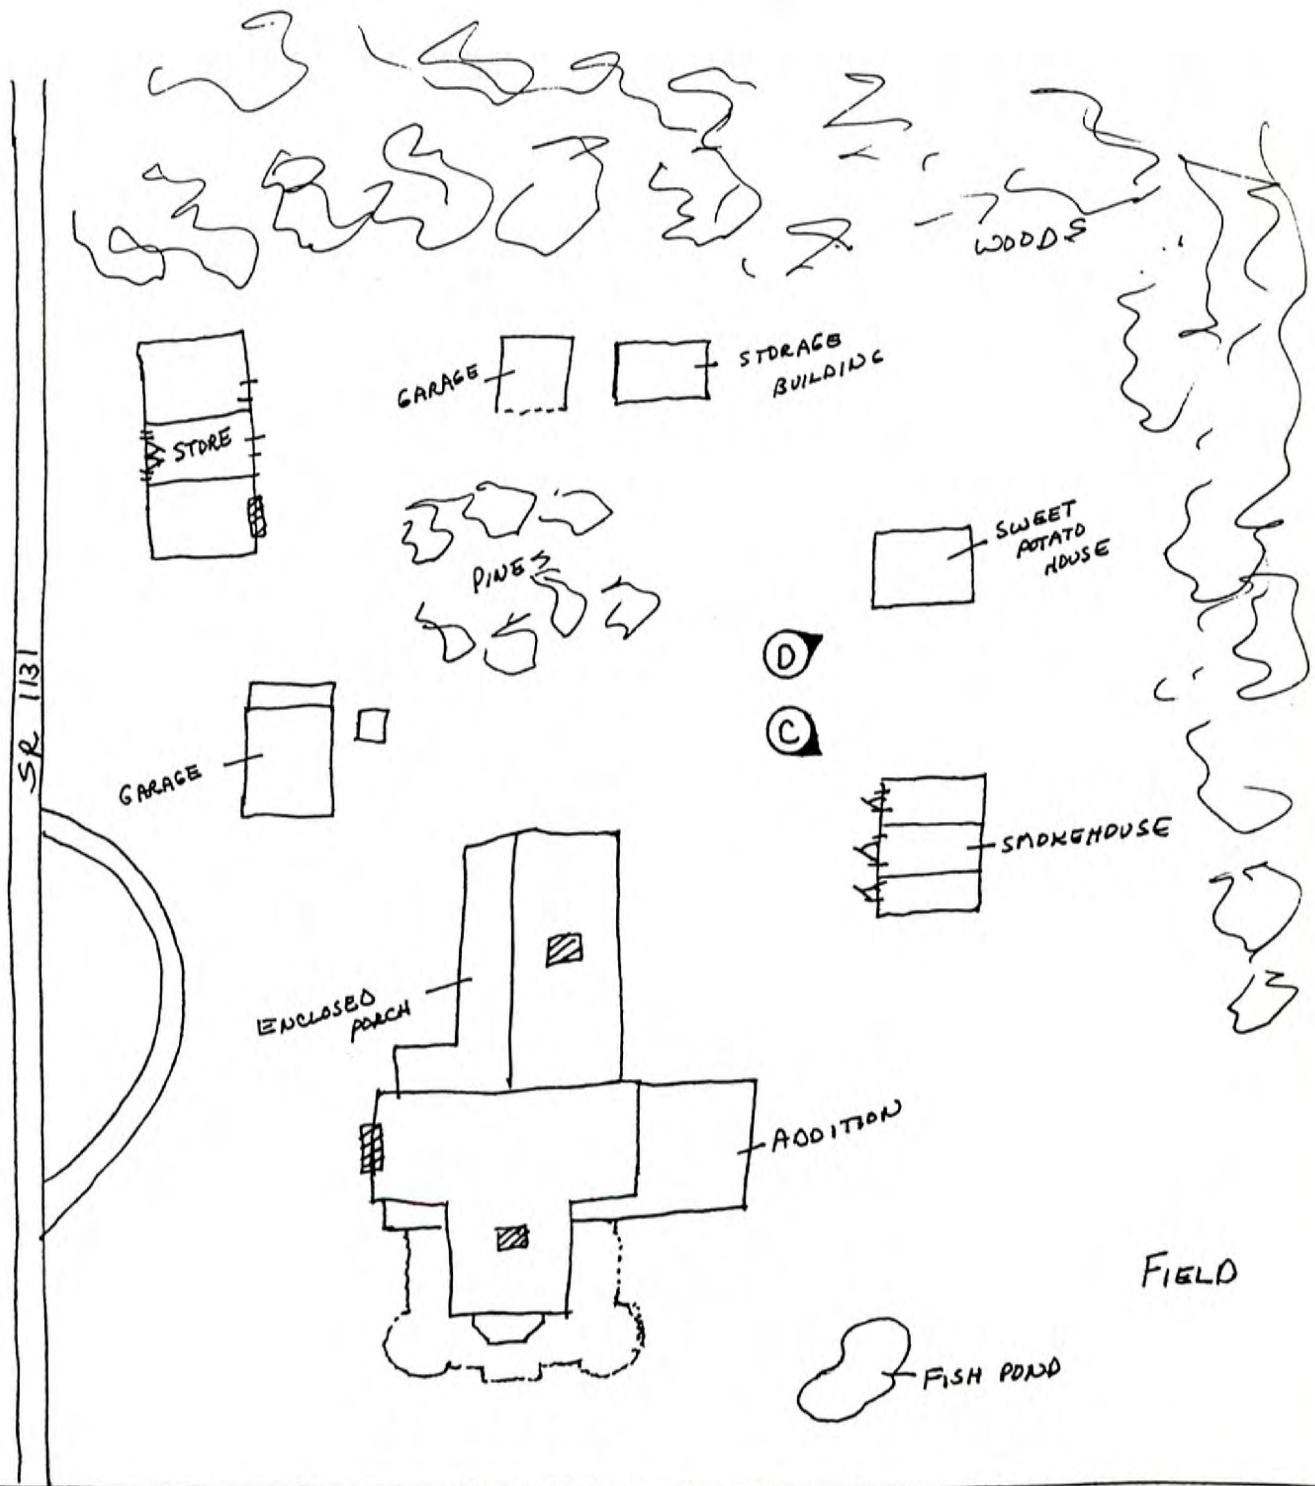 WOODS
GARAGE
STORAGE
BUILDING
STORE
SWEET
POTATO
HOUSE
PINES
D
SR 1131
C
GARAGE
SMOKEHOUSE
ENCLOSED
PORCH
ADDITION
FIELD
FISH POND